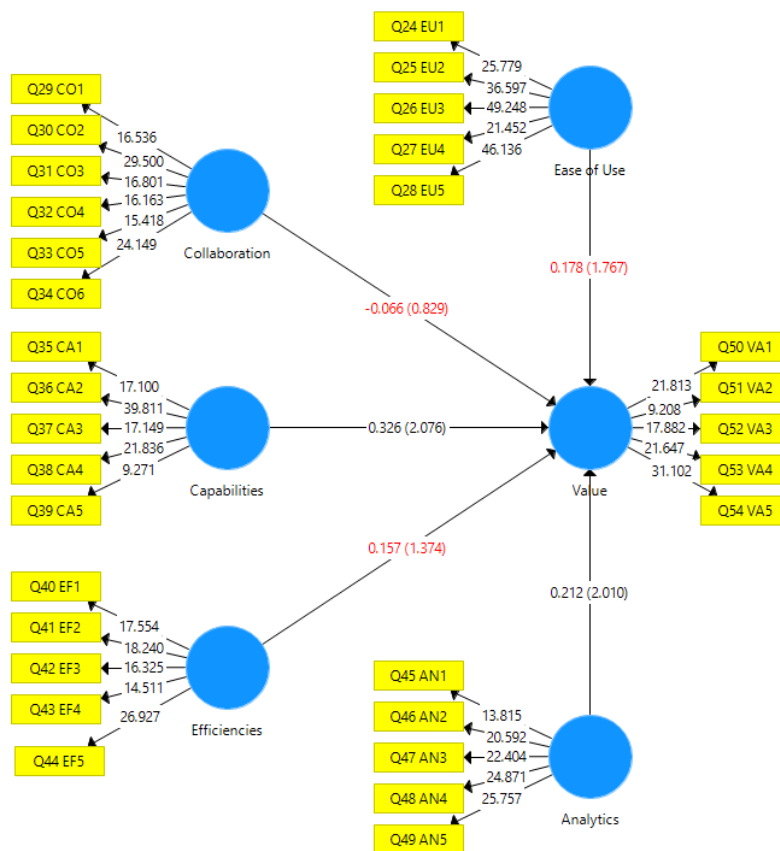 Q24 EU1
Q25 EU2
Q26 EU3
Q27 EU4
Q28 EU5
25.779
36.597
49.248
21.452
46.136
Ease of Use
Q29 CO1
Q30 CO2
Q31 CO3
Q32 CO4
Q33 CO5
Q34 CO6
16.536
29.500
16.801
16.163
15.418
24.149
Collaboration
0.178 (1.767)
-0.066 (0.829)
Q35 CA1
Q36 CA2
Q37 CA3
Q38 CA4
Q39 CA5
17.100
39.811
17.149
21.836
9.271
Capabilities
0.326 (2.076)
21.813
9.208
17.882
21.647
31.102
Value
Q50 VA1
Q51 VA2
Q52 VA3
Q53 VA4
Q54 VA5
0.157 (1.374)
0.212 (2.010)
Q40 EF1
Q41 EF2
Q42 EF3
Q43 EF4
Q44 EF5
17.554
18.240
16.325
14.511
26.927
Efficiencies
Q45 AN1
Q46 AN2
Q47 AN3
Q48 AN4
Q49 AN5
13.815
20.592
22.404
24.871
25.757
Analytics